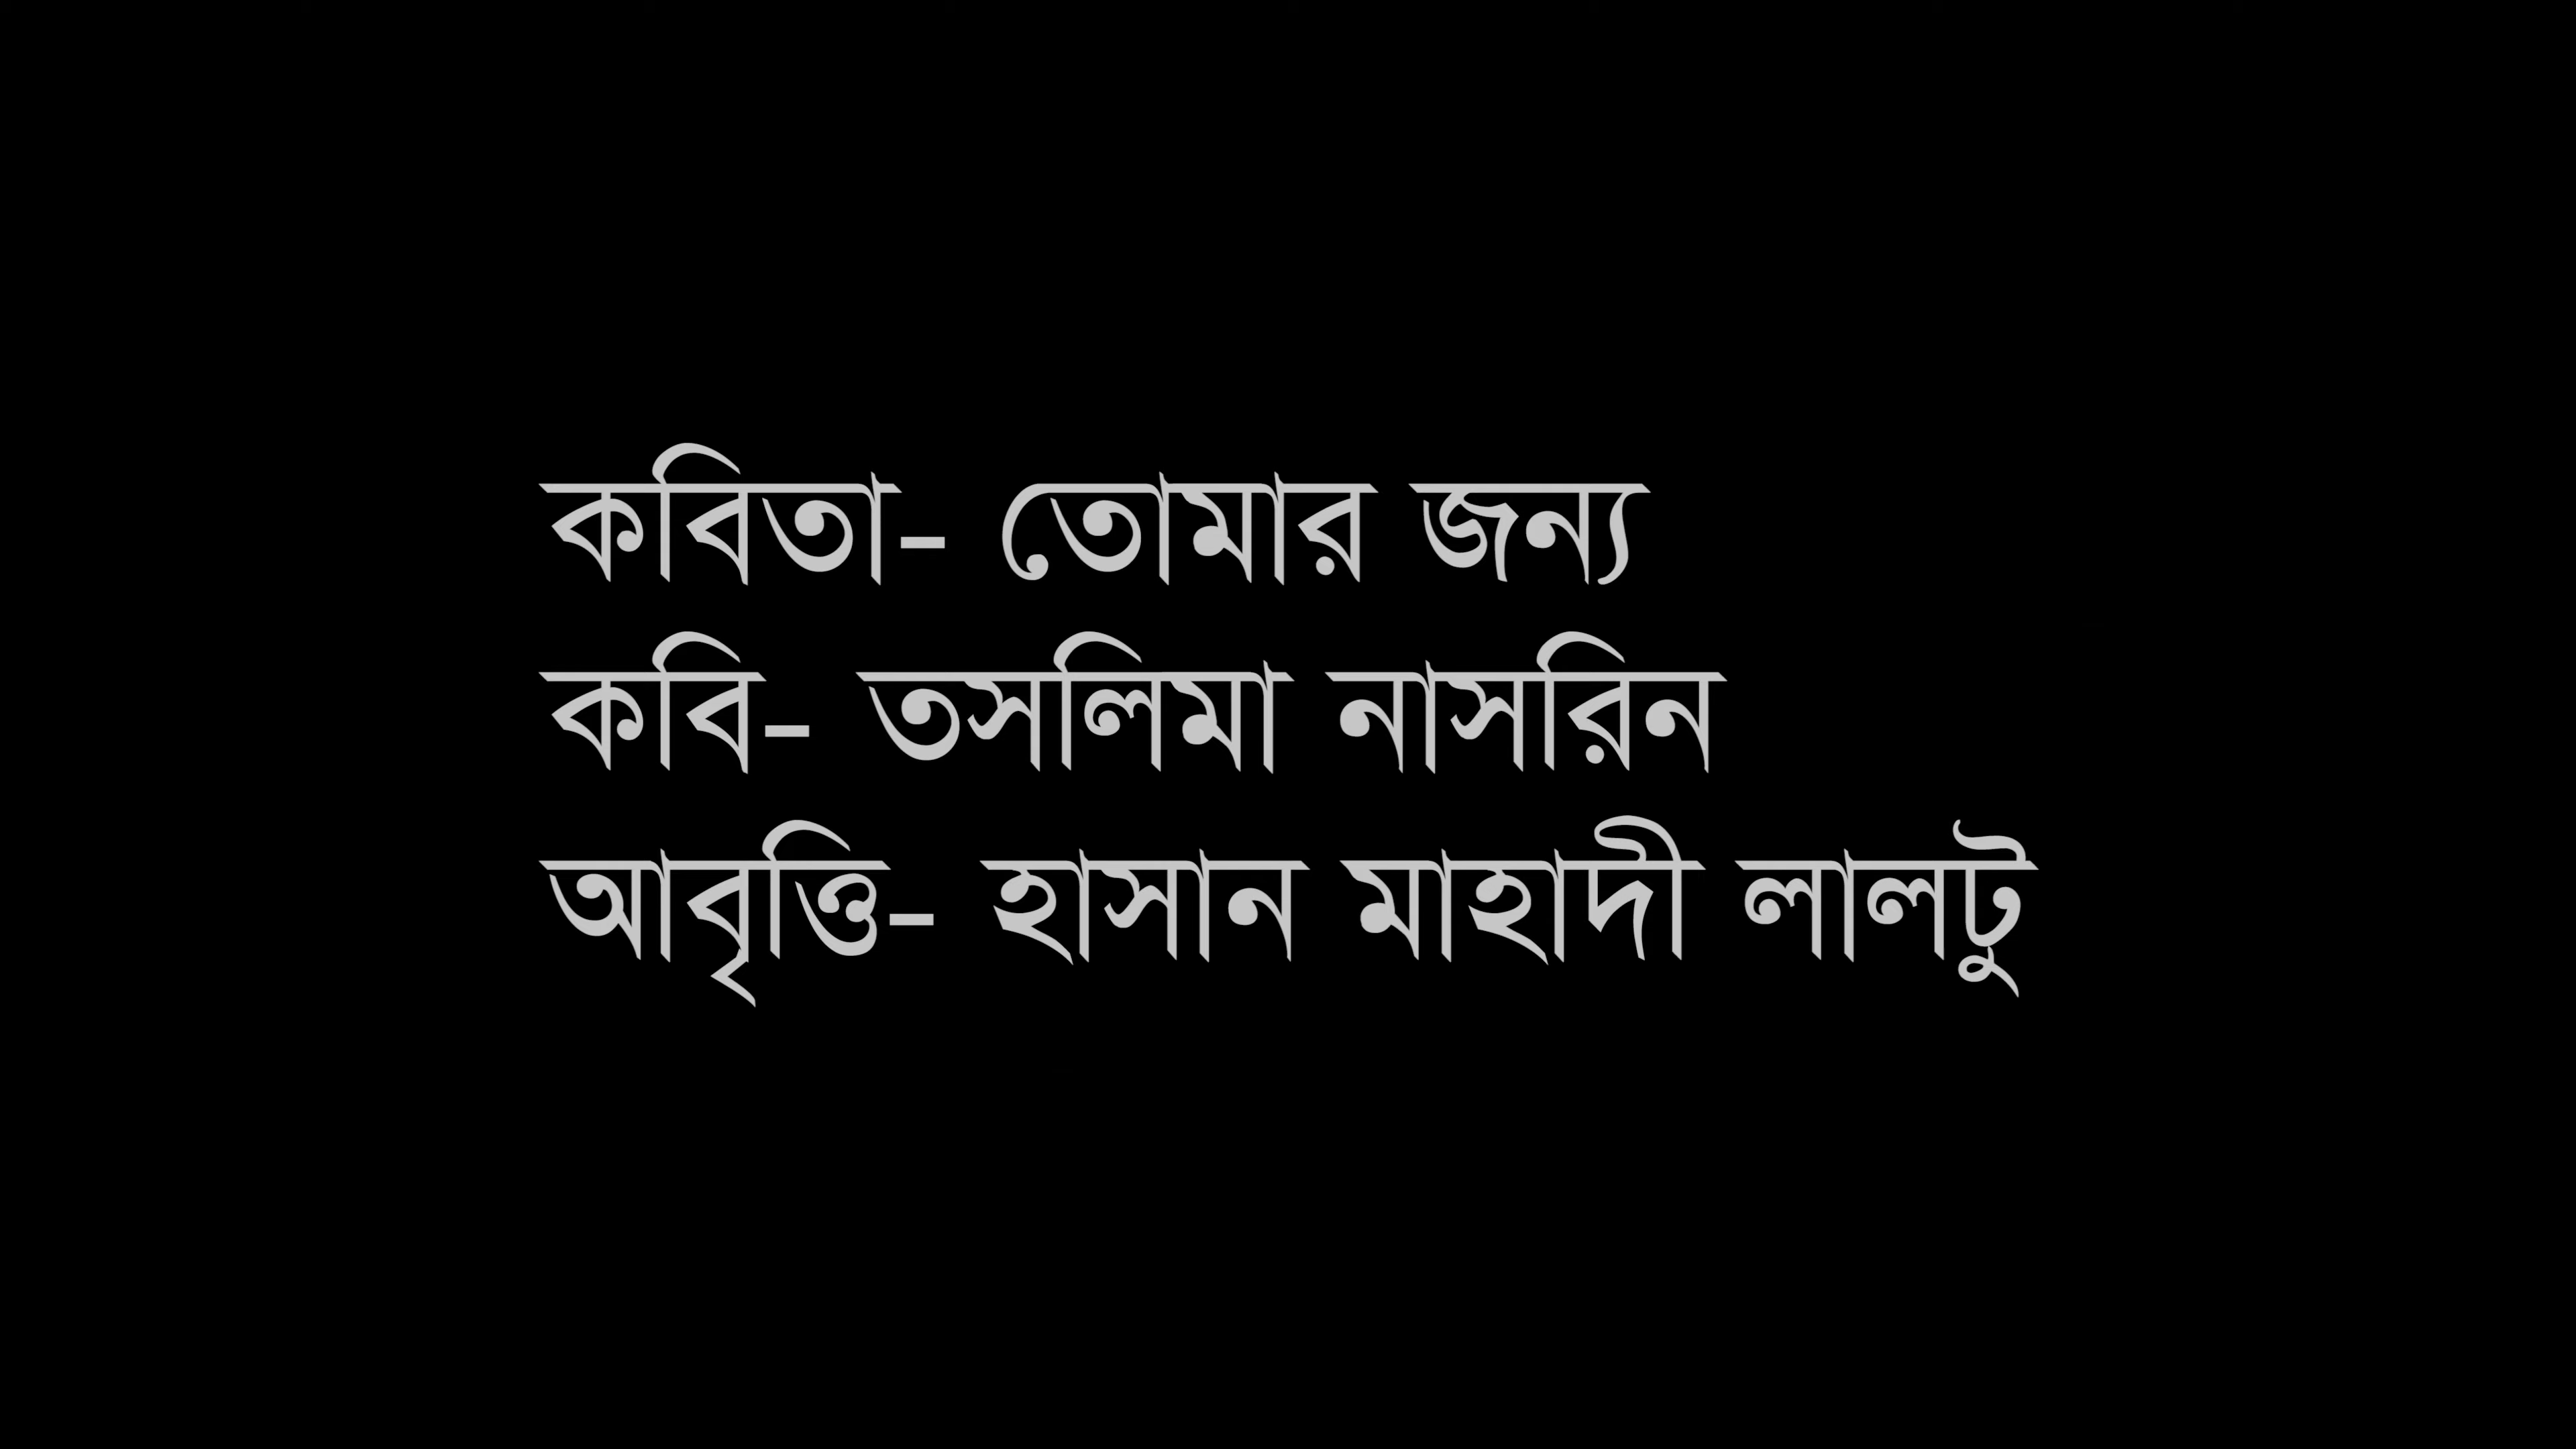 কবিতা- তোমার জন্য
কবি- তসলিমা নাসরিন
আবৃত্তি- হাসান মাহাদী লালটু